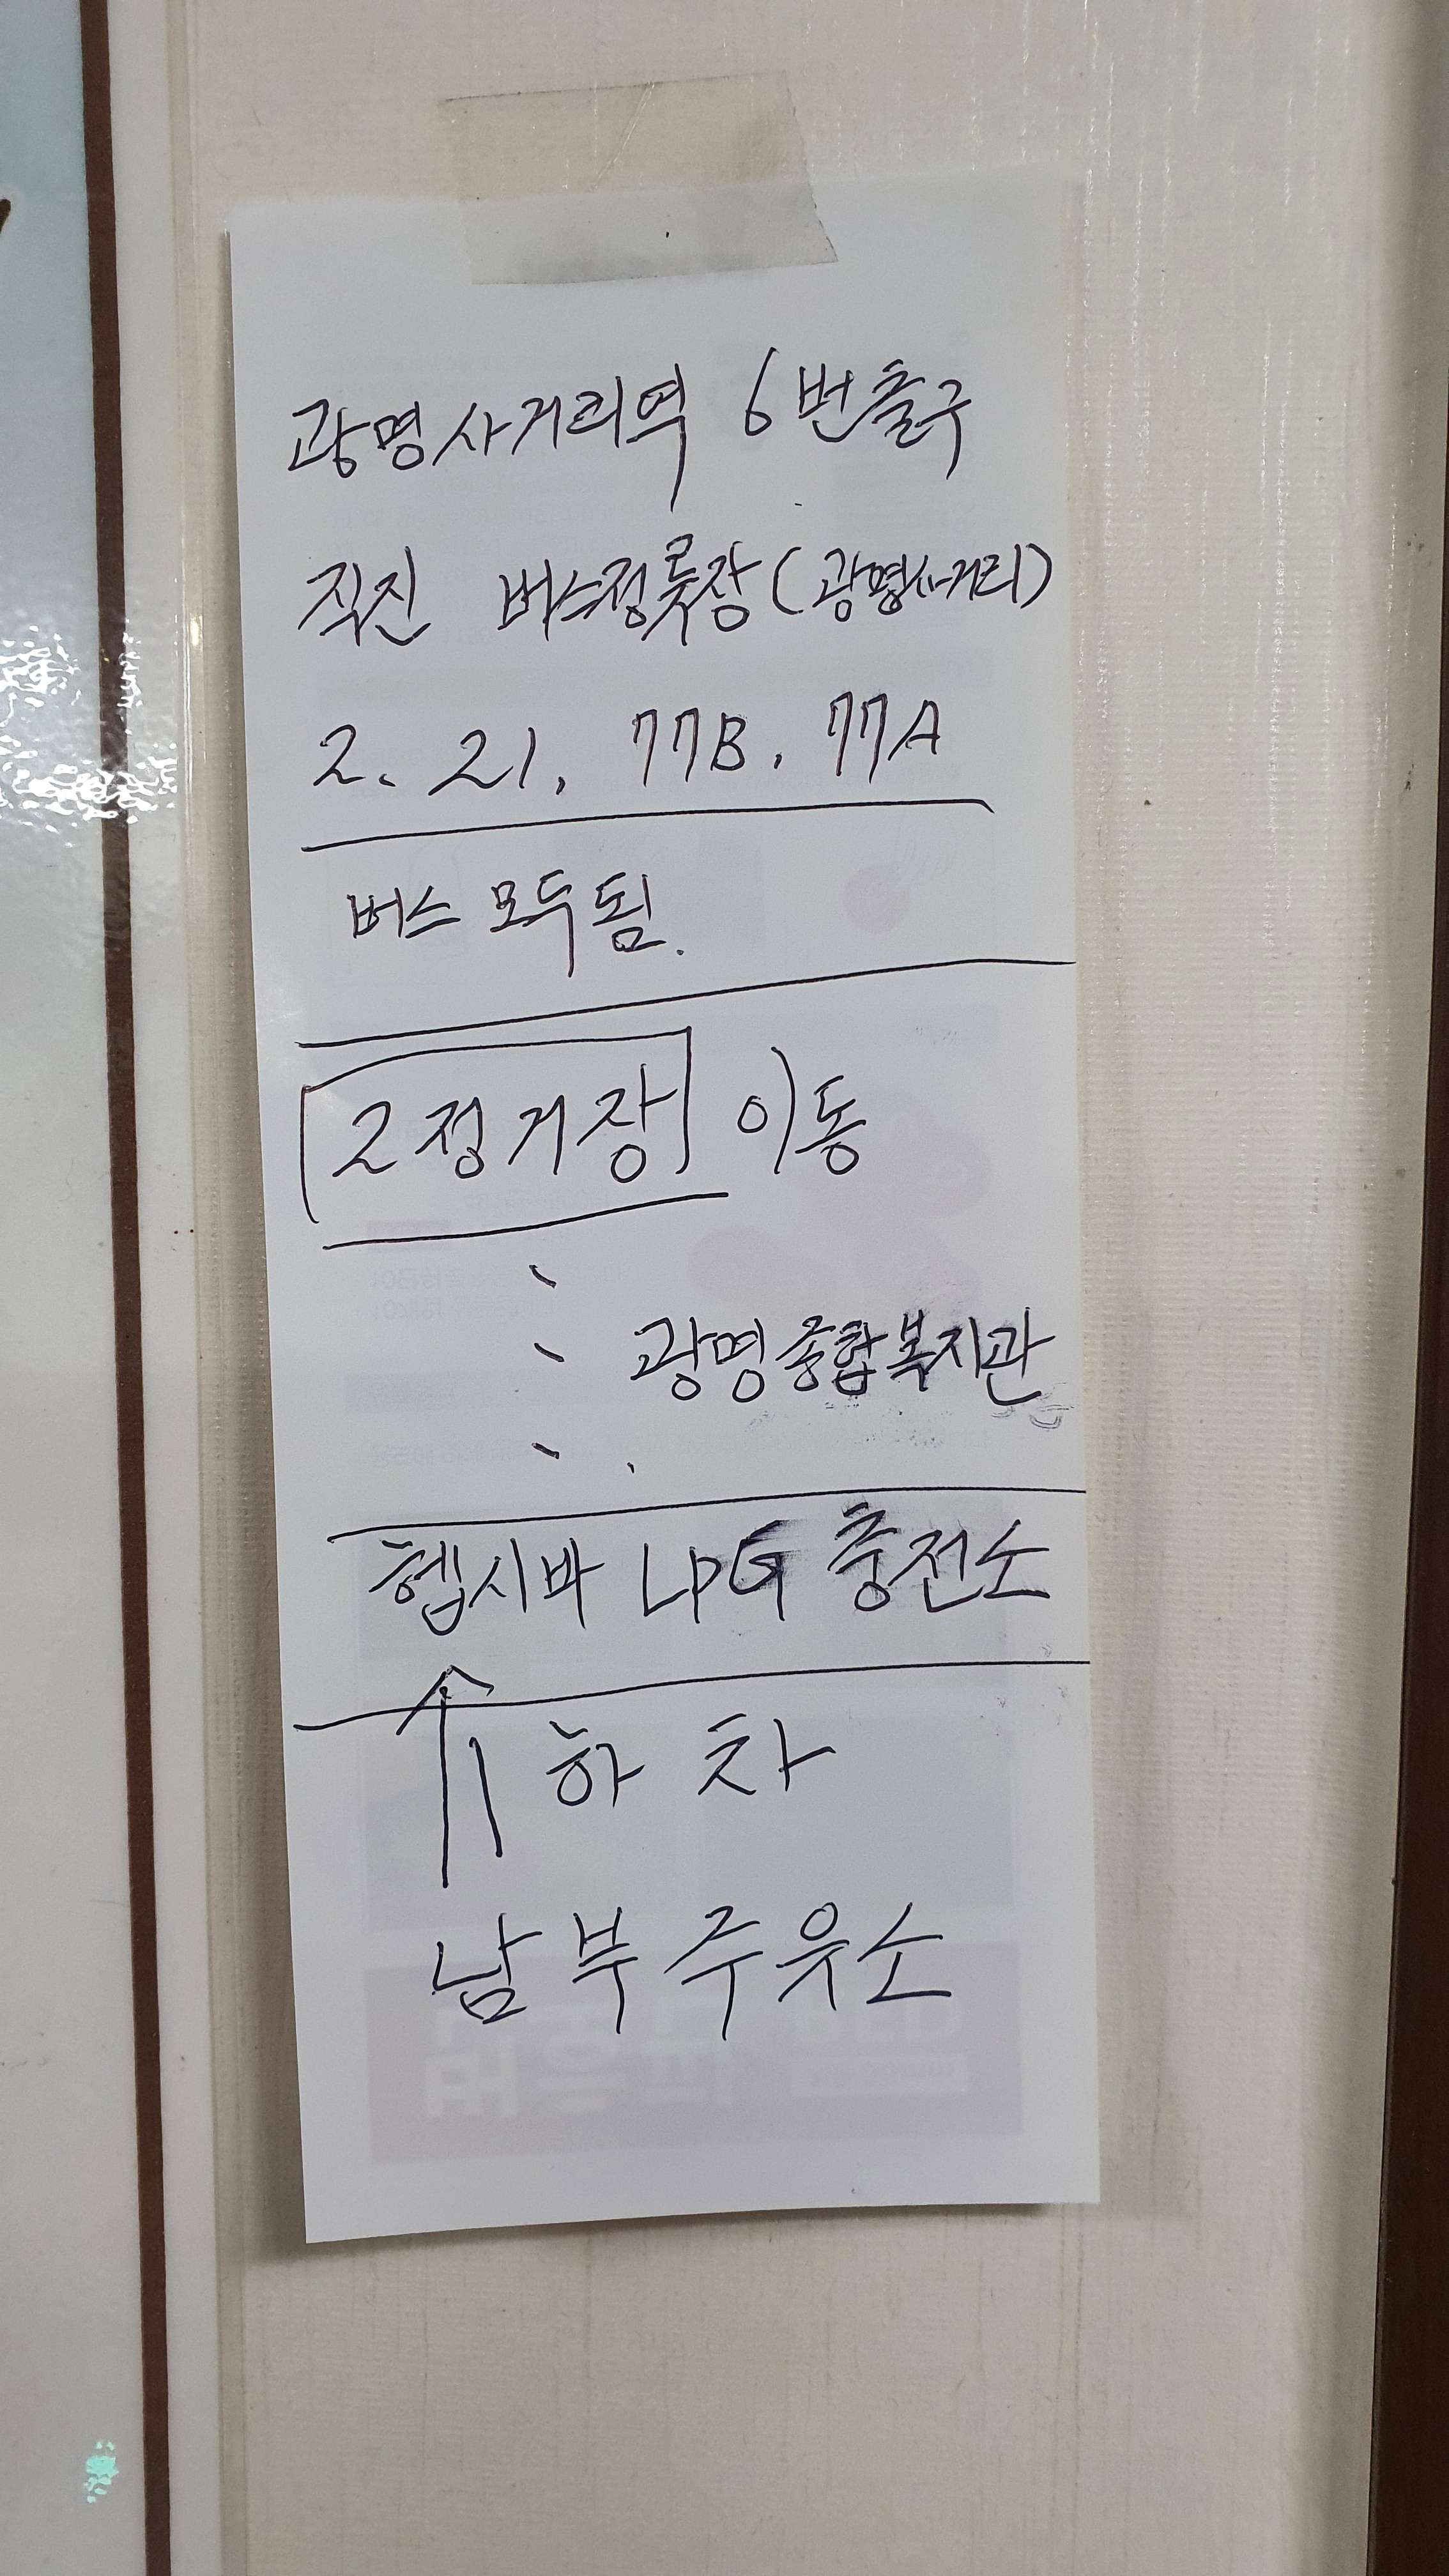 광명사거리역 6번출구
직진 버스정륫장(광명사거리)
2. 21. 77B. 77A
버스 모두 됨.
2정거장 이동
광명종합복지관
헵시바 LPG 충전소
하차
남부주유소